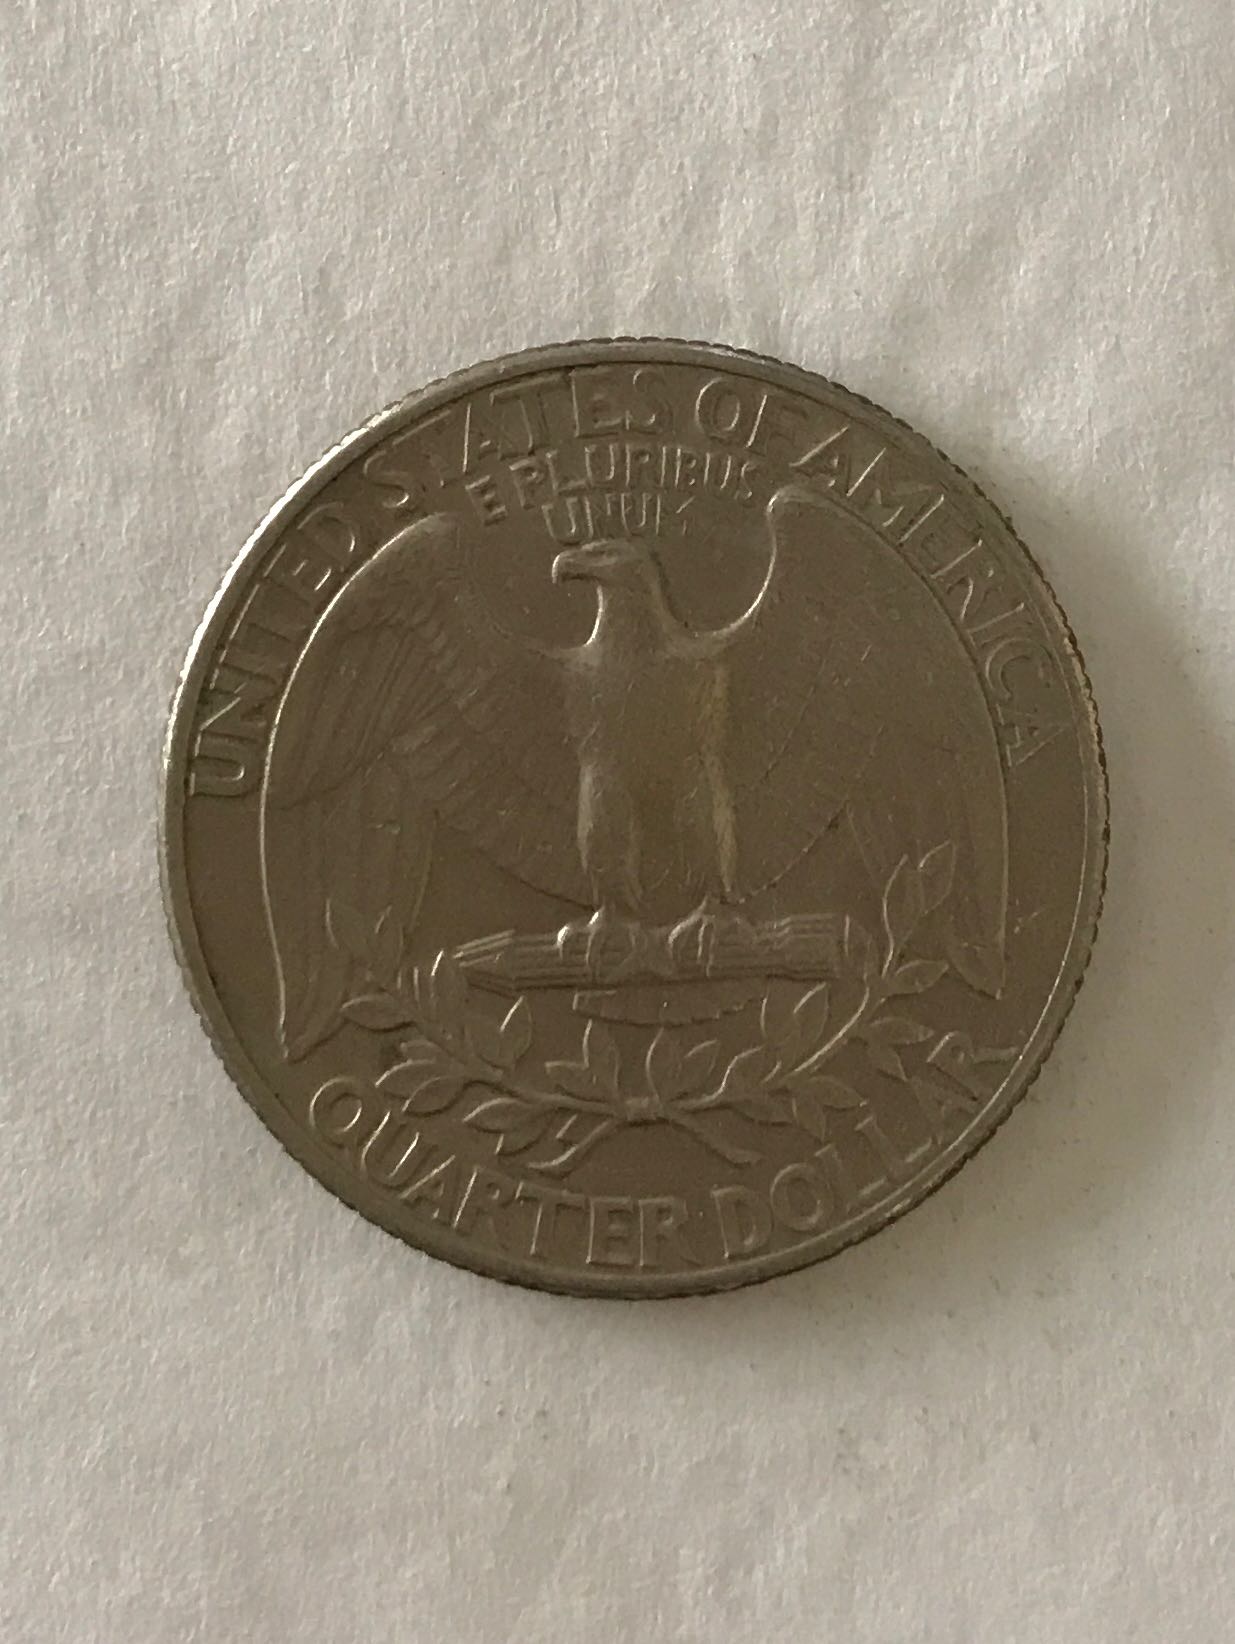 UNITED STATES OF AMERICA
E PLURIBUS
UNUM
QUARTER DOLLAR